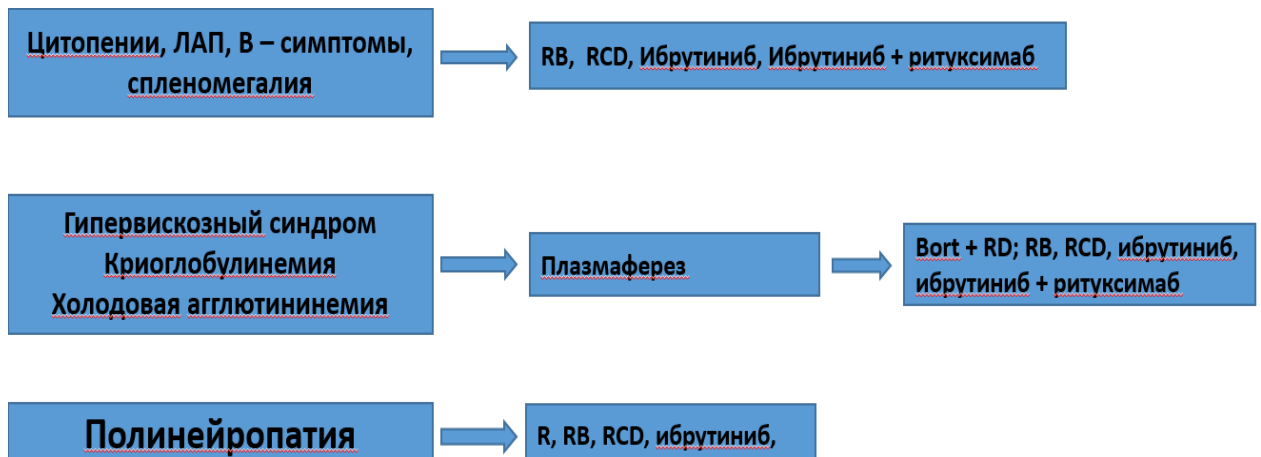 Цитопении, ЛАП, В – симптомы,
спленомегалия
RB, RCD, Ибрутиниб, Ибрутиниб + ритуксимаб
Гипервискозный синдром
Криоглобулинемия
Холодовая агглютининемия
Плазмаферез
Bort + RD; RB, RCD, ибрутиниб,
ибрутиниб + ритуксимаб
Полинейропатия
R, RB, RCD, ибрутиниб,